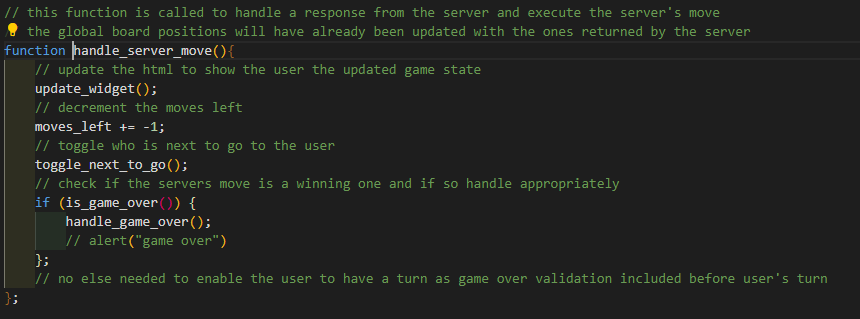 // this function is called to handle a response from the server and execute the server's move
the global board positions will have already been updated with the ones returned by the server
function handle_server_move(){
// update the html to show the user the updated game state
update_widget();
// decrement the moves left
moves_left += -1;
// toggle who is next to go to the user
toggle_next_to_go();
// check if the servers move is a winning one and if so handle appropriately
if (is_game_over()) {
handle_game_over();
// alert("game over")
};
// no else needed to enable the user to have a turn as game over validation included before user's turn
};